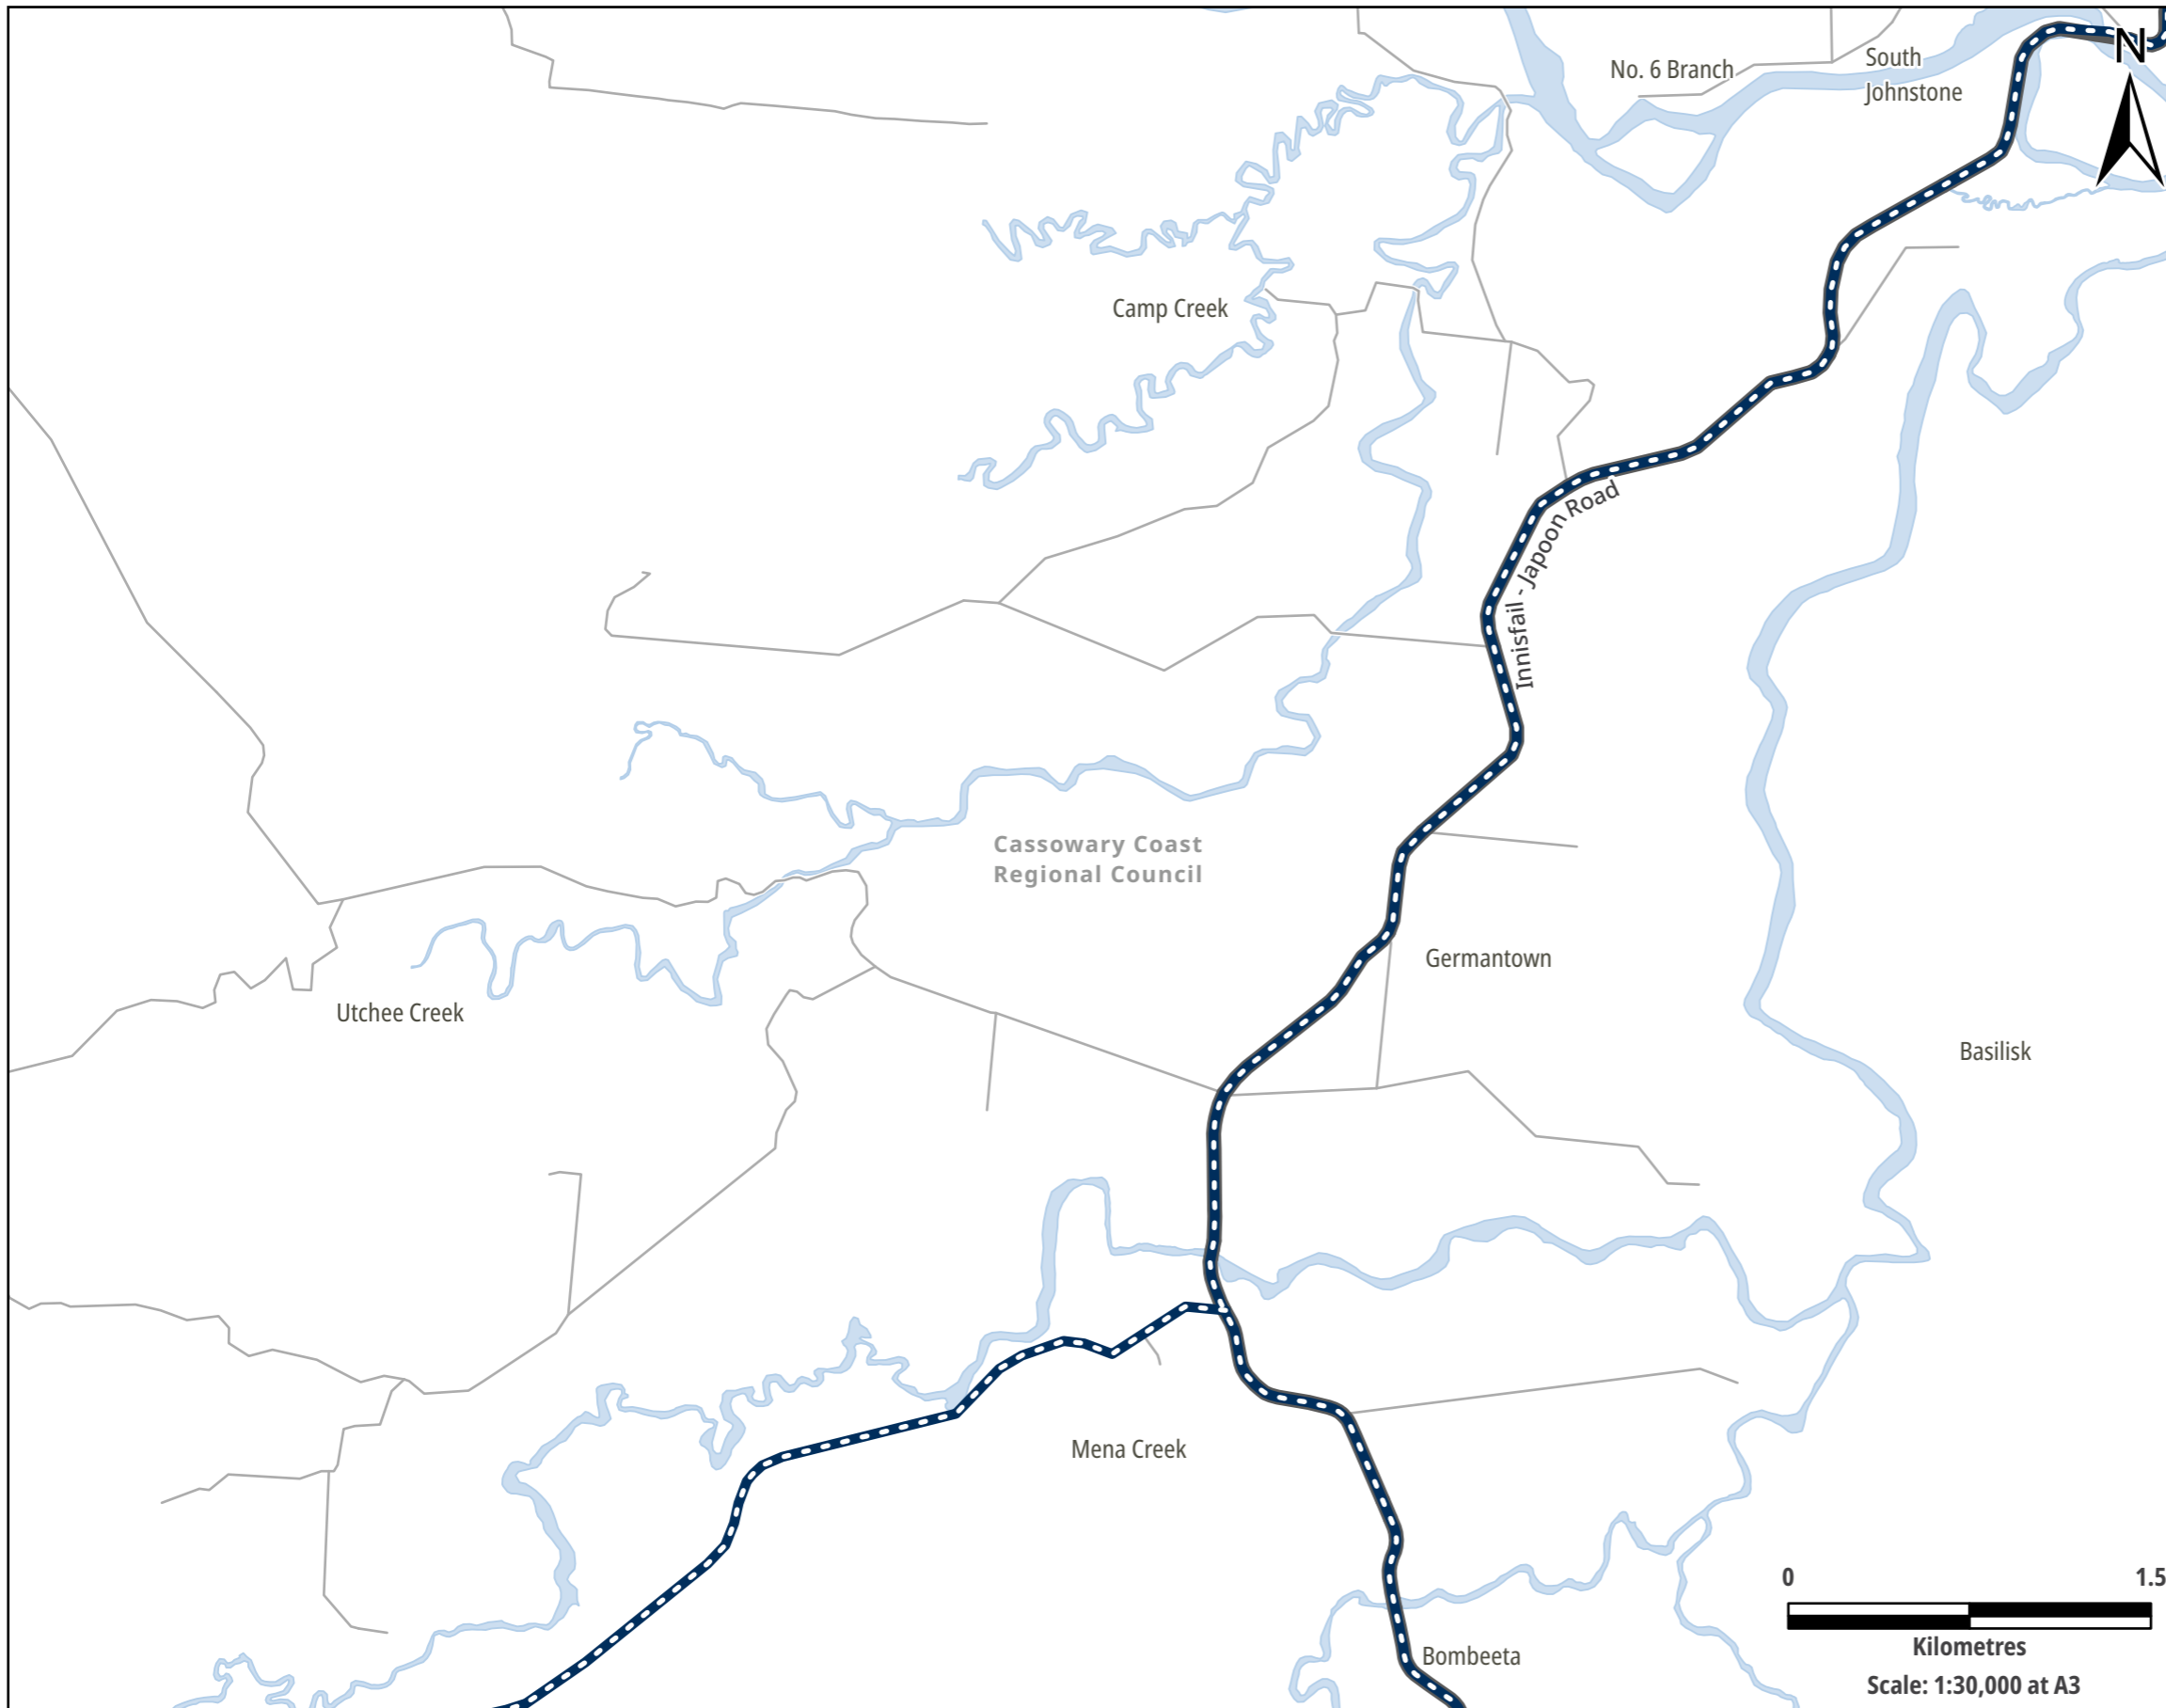 N
No. 6 Branch
South
Johnstone
Camp Creek
Innisfail - Japoon Road
Cassowary Coast
Regional Council
Germantown
Utchee Creek
Basilisk
Mena Creek
0 1.5
Kilometres
Bombeeta
Scale: 1:30,000 at A3